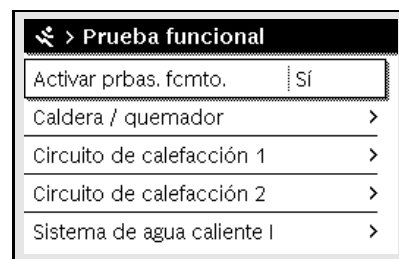 > Prueba funcional
Activar prbas. fcmto. Sí
Caldera / quemador >
Circuito de calefacción 1 >
Circuito de calefacción 2 >
Sistema de agua caliente I >